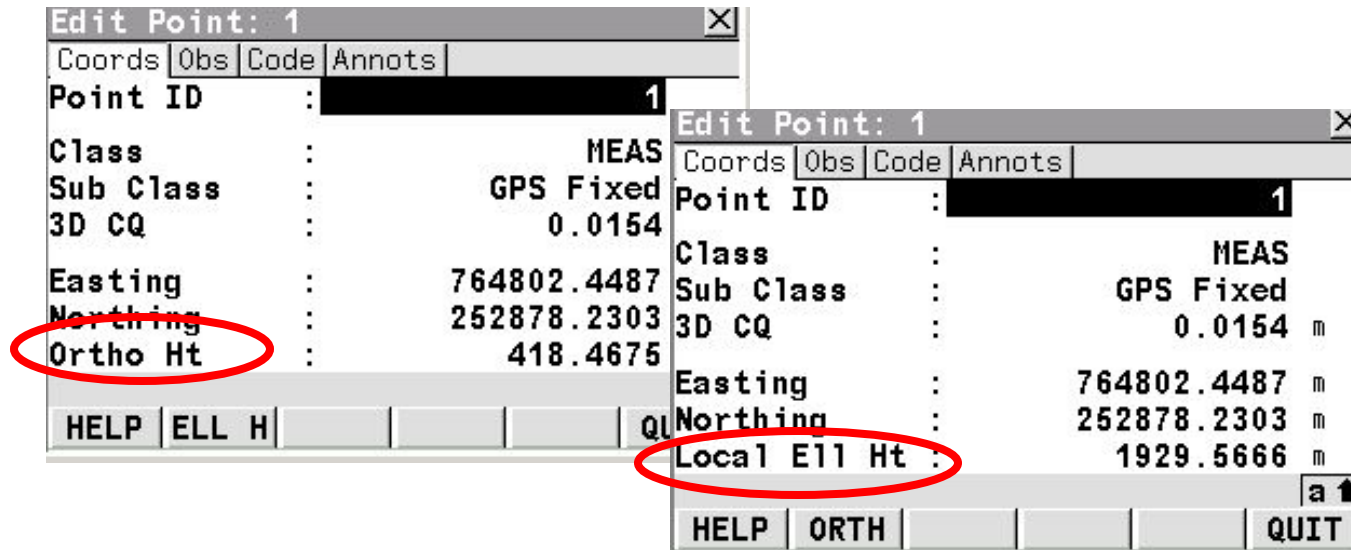 Edit Point: 1
Coords Obs Code Annots
Point ID : 1
Class : MEAS
Sub Class : GPS Fixed
3D CQ : 0.0154
Easting : 764802.4487
Northing : 252878.2303
Ortho Ht : 418.4675
HELP ELL H
Edit Point: 1
Coords Obs Code Annots
Point ID : 1
Class : MEAS
Sub Class : GPS Fixed
3D CQ : 0.0154 m
Easting : 764802.4487 m
Northing : 252878.2303 m
Local Ell Ht : 1929.5666 m
a
HELP ORTH QUIT